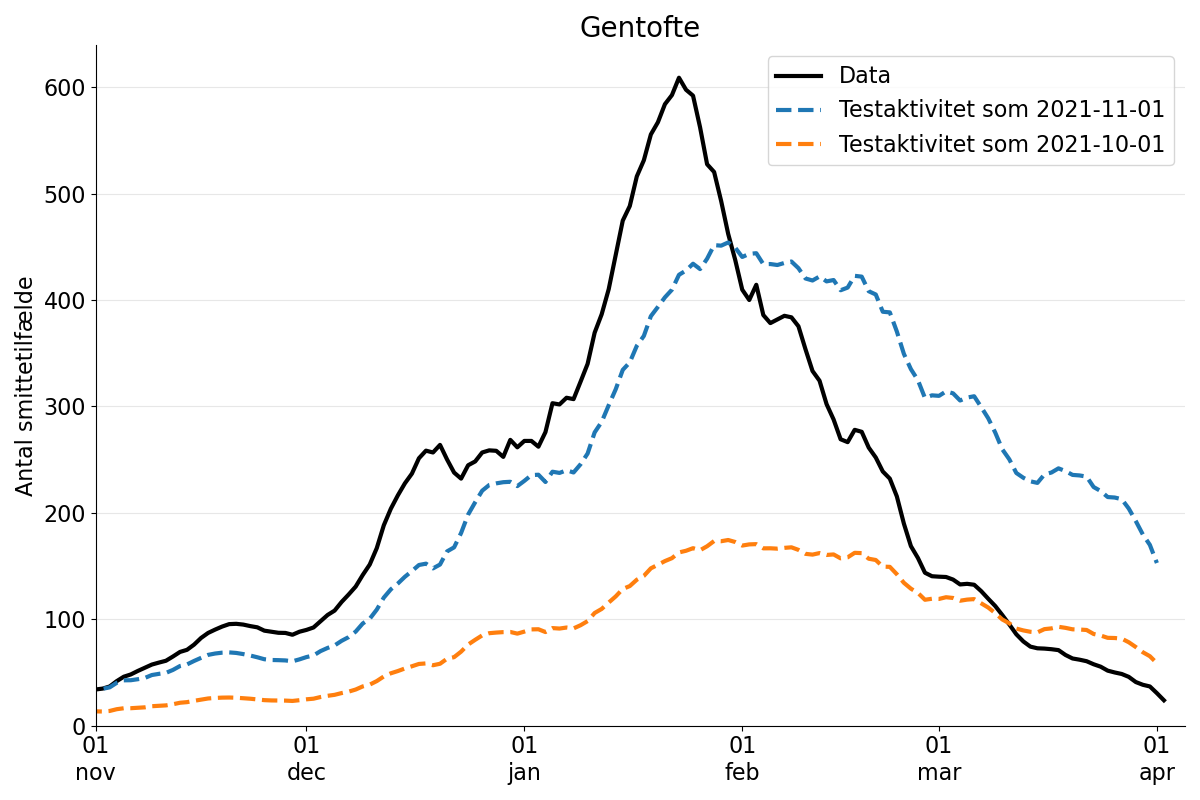 Gentofte
Antal smittetilfælde
600
500
400
300
200
100
0
Data
Testaktivitet som 2021-11-01
Testaktivitet som 2021-10-01
01 01 01 01 01 01
nov dec jan feb mar apr